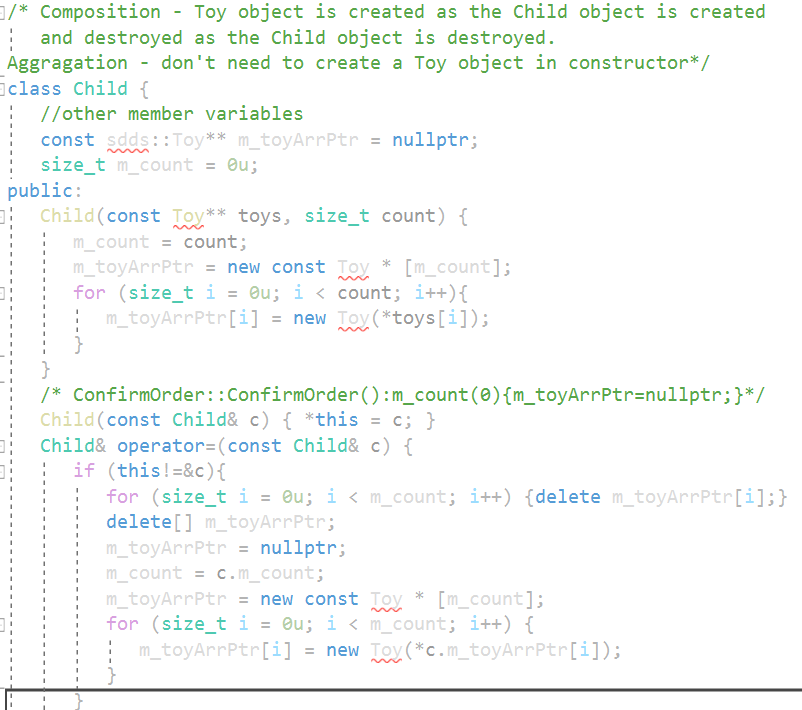 /* Composition - Toy object is created as the Child object is created
and destroyed as the Child object is destroyed.
Aggragation - don't need to create a Toy object in constructor*/
class Child {
//other member variables
const sdds::Toy** m_toyArrPtr = nullptr;
size_t m_count = 0u;
public:
Child(const Toy** toys, size_t count) {
m_count = count;
m_toyArrPtr = new const Toy * [m_count];
for (size_t i = 0u; i < count; i++){
m_toyArrPtr[i] = new Toy(*toys[i]);
}
}
/* ConfirmOrder::ConfirmOrder():m_count(0){m_toyArrPtr=nullptr;}*/
Child(const Child& c) { *this = c; }
Child& operator=(const Child& c) {
if (this!=&c){
for (size_t i = 0u; i < m_count; i++) {delete m_toyArrPtr[i];}
delete[] m_toyArrPtr;
m_toyArrPtr = nullptr;
m_count = c.m_count;
m_toyArrPtr = new const Toy * [m_count];
for (size_t i = 0u; i < m_count; i++) {
m_toyArrPtr[i] = new Toy(*c.m_toyArrPtr[i]);
}
}